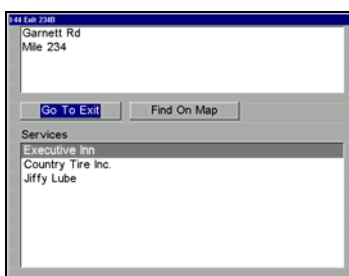 I-44 Exit 234B
Garnett Rd
Mile 234
Go To Exit Find On Map
Services
Executive Inn
Country Tire Inc.
Jiffy Lube